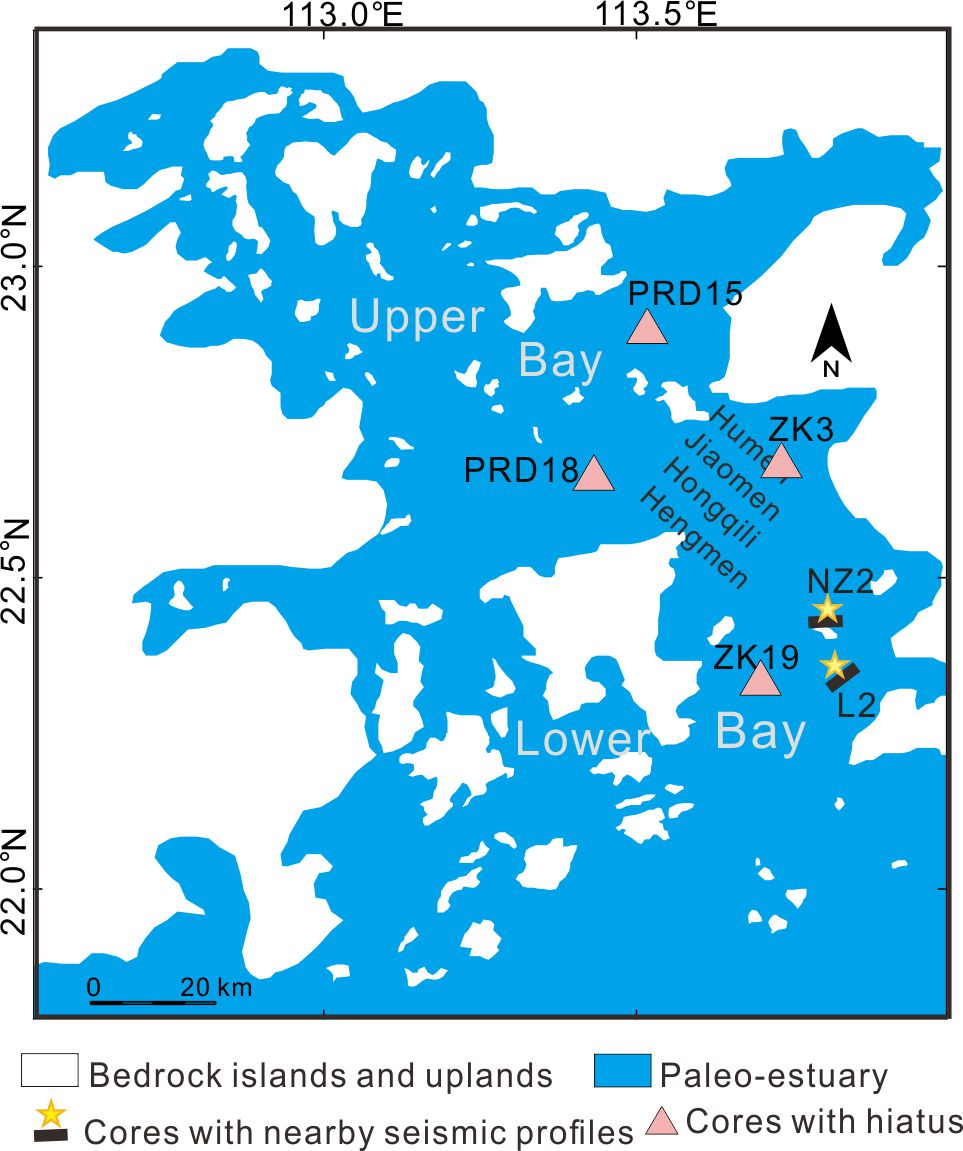 113.0°E
113.5°E
23.0°N
22.5°N
22.0°N
PRD15
Upper
Bay
N
Humen
ZK3
Jiaomen
PRD18
Hongqili
Hengmen
NZ2
ZK19
L2
Lower
Bay
0 20 km
Bedrock islands and uplands
Paleo-estuary
Cores with nearby seismic profiles
Cores with hiatus